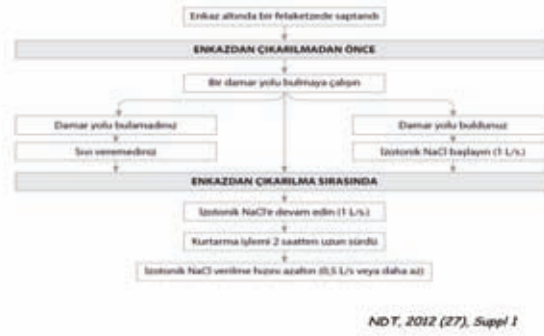 Enkaz altında bir felaketzede saptandı
ENKAZDAN ÇIKARILMADAN ÖNCE
Bir damar yolu bulmaya çalışın
Damar yolu bulamadınız
Damar yolu buldunuz
Sıvı veremediniz
İzotonik NaCl başlayın (1 L/s.)
ENKAZDAN ÇIKARILMA SIRASINDA
İzotonik NaCl'e devam edin (1 L/s.)
Kurtarma işlemi 2 saatten uzun sürdü
İzotonik NaCl verilme hızını azaltın (0,5 L/s veya daha az)
NDT, 2012 (27), Suppl 1